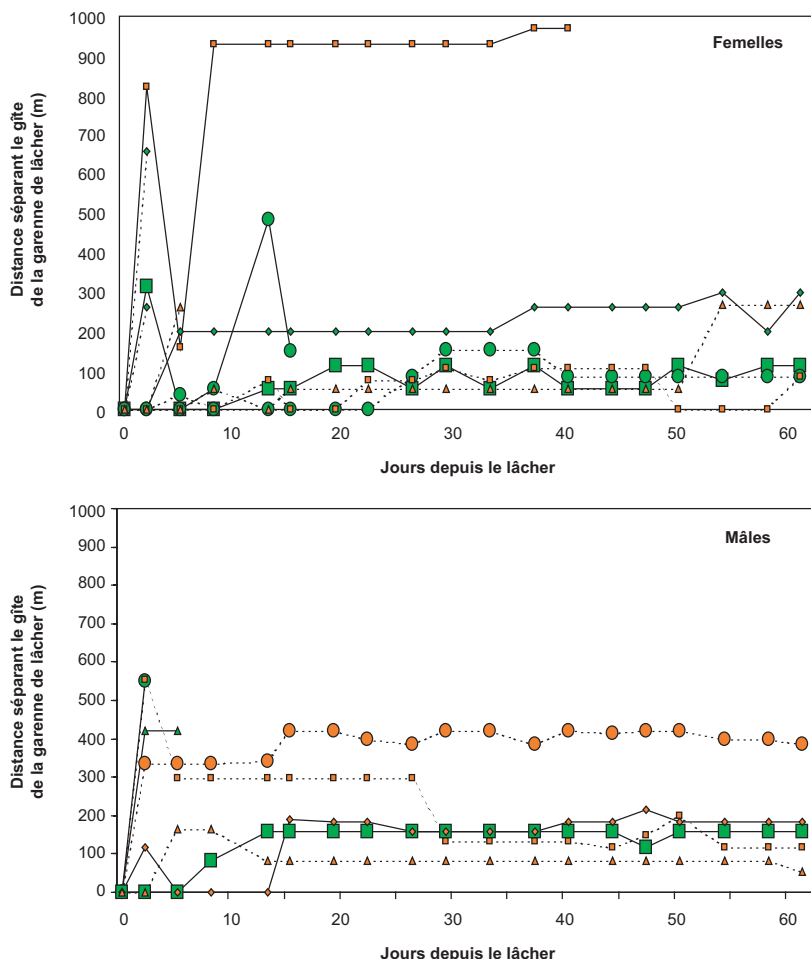 1000
Femelles
900
800
700
600
500
400
300
200
100
0
Distance séparant le gîte
de la garenne de lâcher (m)
0 10 20 30 40 50 60
Jours depuis le lâcher
1000
Mâles
900
800
700
600
500
400
300
200
100
0
Distance séparant le gîte
de la garenne de lâcher (m)
0 10 20 30 40 50 60
Jours depuis le lâcher